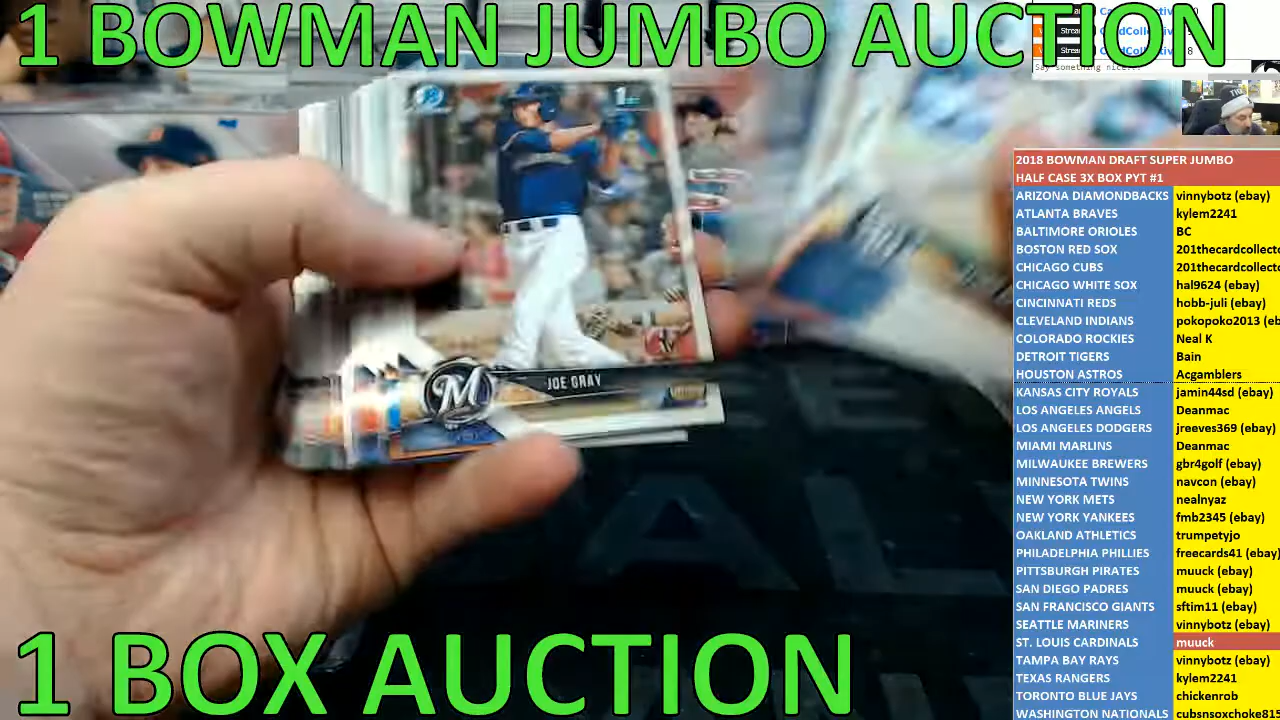 1 BOWMAN JUMBO AUCTION
Say something nice...
1st
JOE GRAY
M
2018 BOWMAN DRAFT SUPER JUMBO
HALF CASE 3X BOX PYT #1
ARIZONA DIAMONDBACKS vinnybotz (ebay)
ATLANTA BRAVES kylem2241
BALTIMORE ORIOLES BC
BOSTON RED SOX 201thecardcollecto
CHICAGO CUBS 201thecardcollecto
CHICAGO WHITE SOX hal9624 (ebay)
CINCINNATI REDS hobb-juli (ebay)
CLEVELAND INDIANS pokopoko2013 (eb
COLORADO ROCKIES Neal K
DETROIT TIGERS Bain
HOUSTON ASTROS Acgamblers
KANSAS CITY ROYALS jamin44sd (ebay)
LOS ANGELES ANGELS Deanmac
LOS ANGELES DODGERS jreeves369 (ebay)
MIAMI MARLINS Deanmac
MILWAUKEE BREWERS gbr4golf (ebay)
MINNESOTA TWINS navcon (ebay)
NEW YORK METS nealnyaz
NEW YORK YANKEES fmb2345 (ebay)
OAKLAND ATHLETICS trumpetyjo
PHILADELPHIA PHILLIES freecards41 (ebay)
PITTSBURGH PIRATES muuck (ebay)
SAN DIEGO PADRES muuck (ebay)
SAN FRANCISCO GIANTS sftim11 (ebay)
SEATTLE MARINERS vinnybotz (ebay)
ST. LOUIS CARDINALS muuck
TAMPA BAY RAYS vinnybotz (ebay)
TEXAS RANGERS kylem2241
TORONTO BLUE JAYS chickenrob
WASHINGTON NATIONALS cubsnsoxchoke815
1 BOX AUCTION